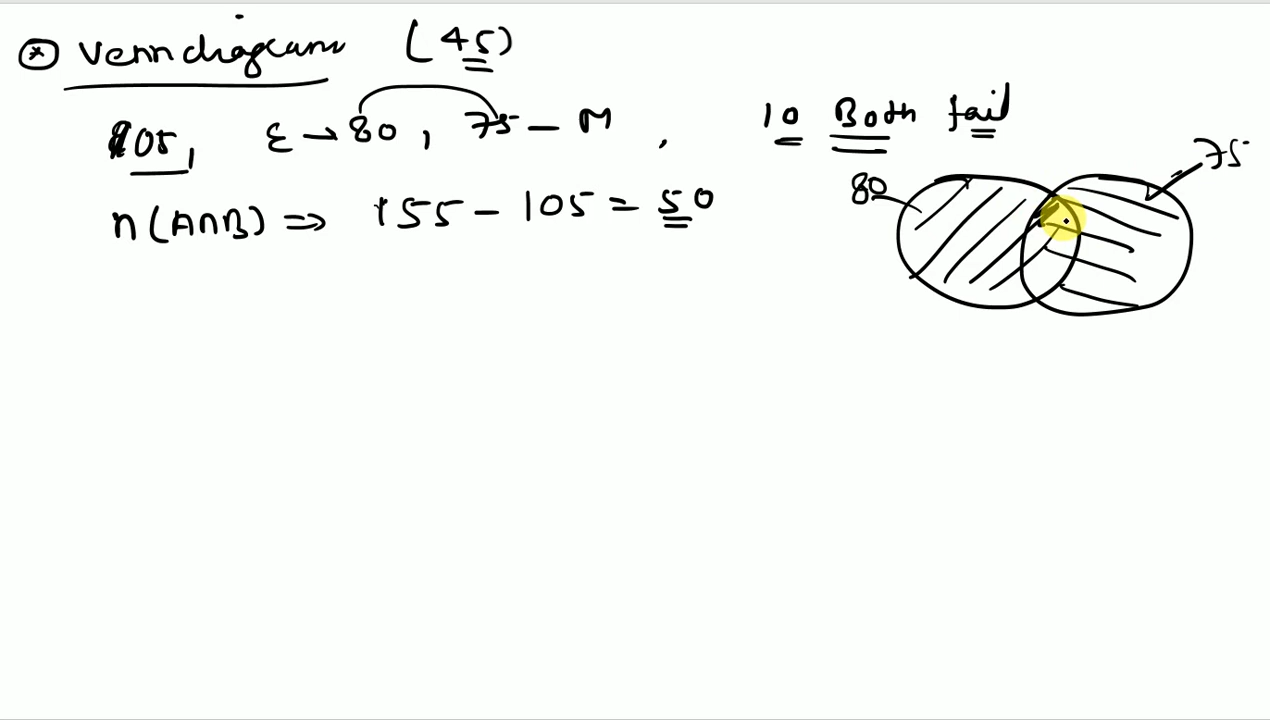 * Venn diagram (45)
105, E → 80, 75 - M, 10 Both fail
n(A∩B) ⇒ 155 - 105 = 50
80
75